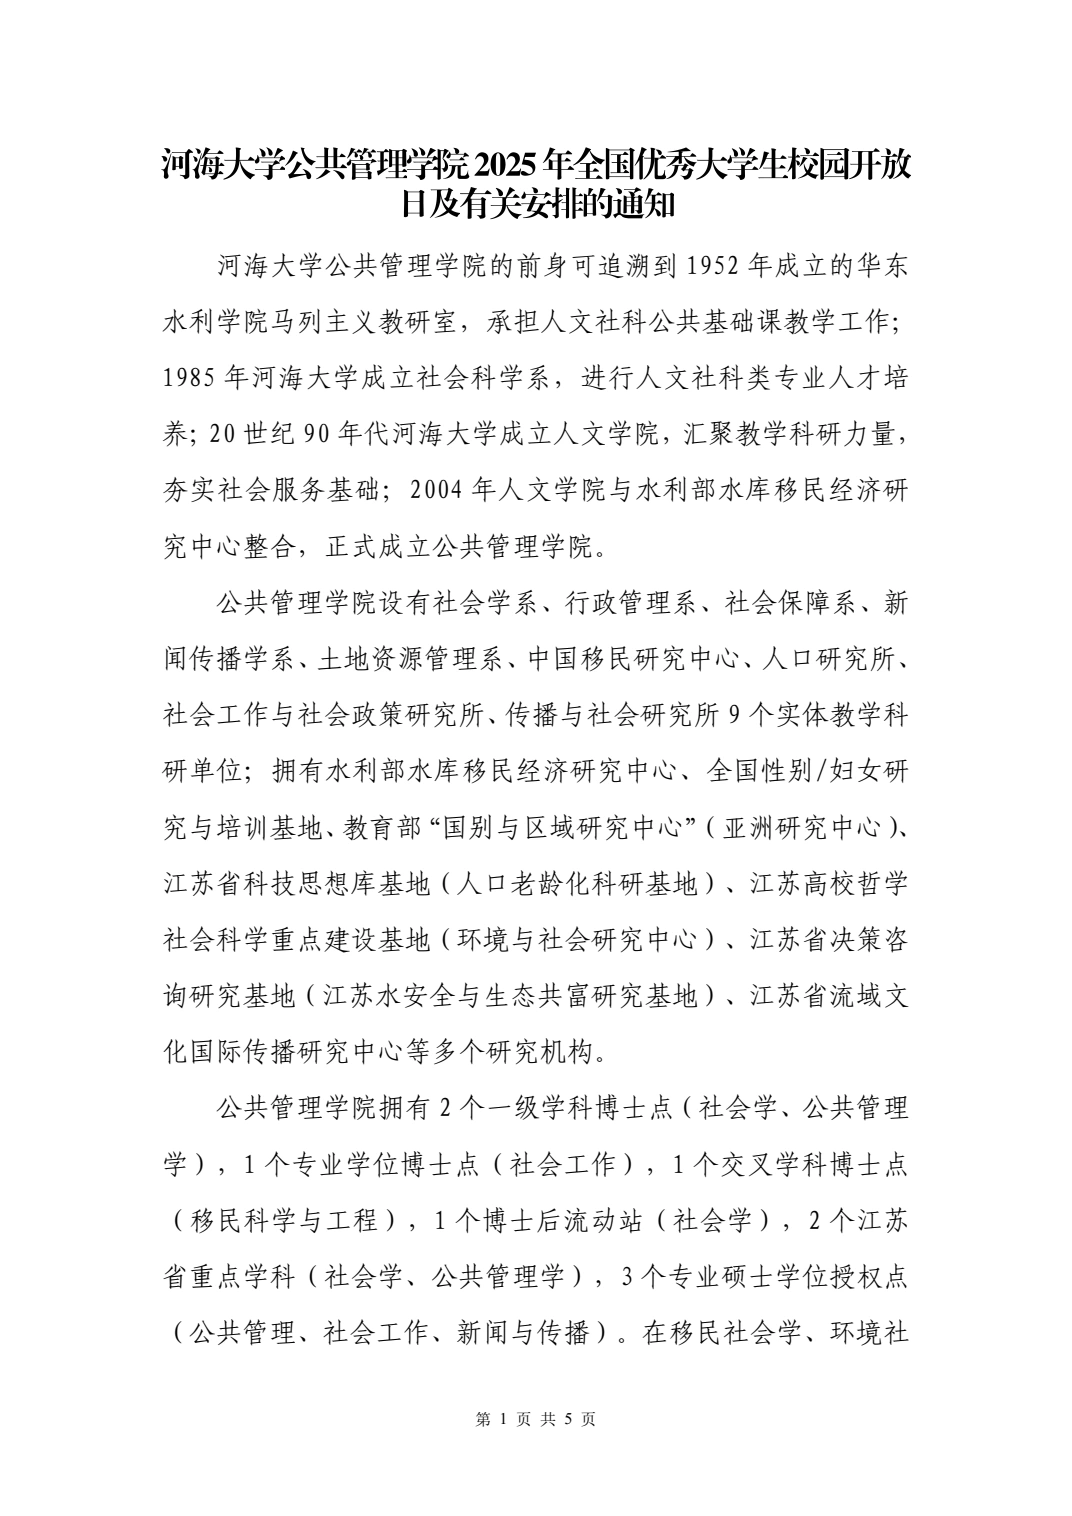 河海大学公共管理学院 2025 年全国优秀大学生校园开放
日及有关安排的通知
河海大学公共管理学院的前身可追溯到 1952 年成立的华东
水利学院马列主义教研室，承担人文社科公共基础课教学工作；
1985 年河海大学成立社会科学系，进行人文社科类专业人才培
养；20 世纪 90 年代河海大学成立人文学院，汇聚教学科研力量，
夯实社会服务基础；2004 年人文学院与水利部水库移民经济研
究中心整合，正式成立公共管理学院。
公共管理学院设有社会学系、行政管理系、社会保障系、新
闻传播学系、土地资源管理系、中国移民研究中心、人口研究所、
社会工作与社会政策研究所、传播与社会研究所 9 个实体教学科
研单位；拥有水利部水库移民经济研究中心、全国性别/妇女研
究与培训基地、教育部“国别与区域研究中心”（亚洲研究中心）、
江苏省科技思想库基地（人口老龄化科研基地）、江苏高校哲学
社会科学重点建设基地（环境与社会研究中心）、江苏省决策咨
询研究基地（江苏水安全与生态共富研究基地）、江苏省流域文
化国际传播研究中心等多个研究机构。
公共管理学院拥有 2 个一级学科博士点（社会学、公共管理
学），1 个专业学位博士点（社会工作），1 个交叉学科博士点
（移民科学与工程），1 个博士后流动站（社会学），2 个江苏
省重点学科（社会学、公共管理学），3 个专业硕士学位授权点
（公共管理、社会工作、新闻与传播）。在移民社会学、环境社
第 1 页 共 5 页